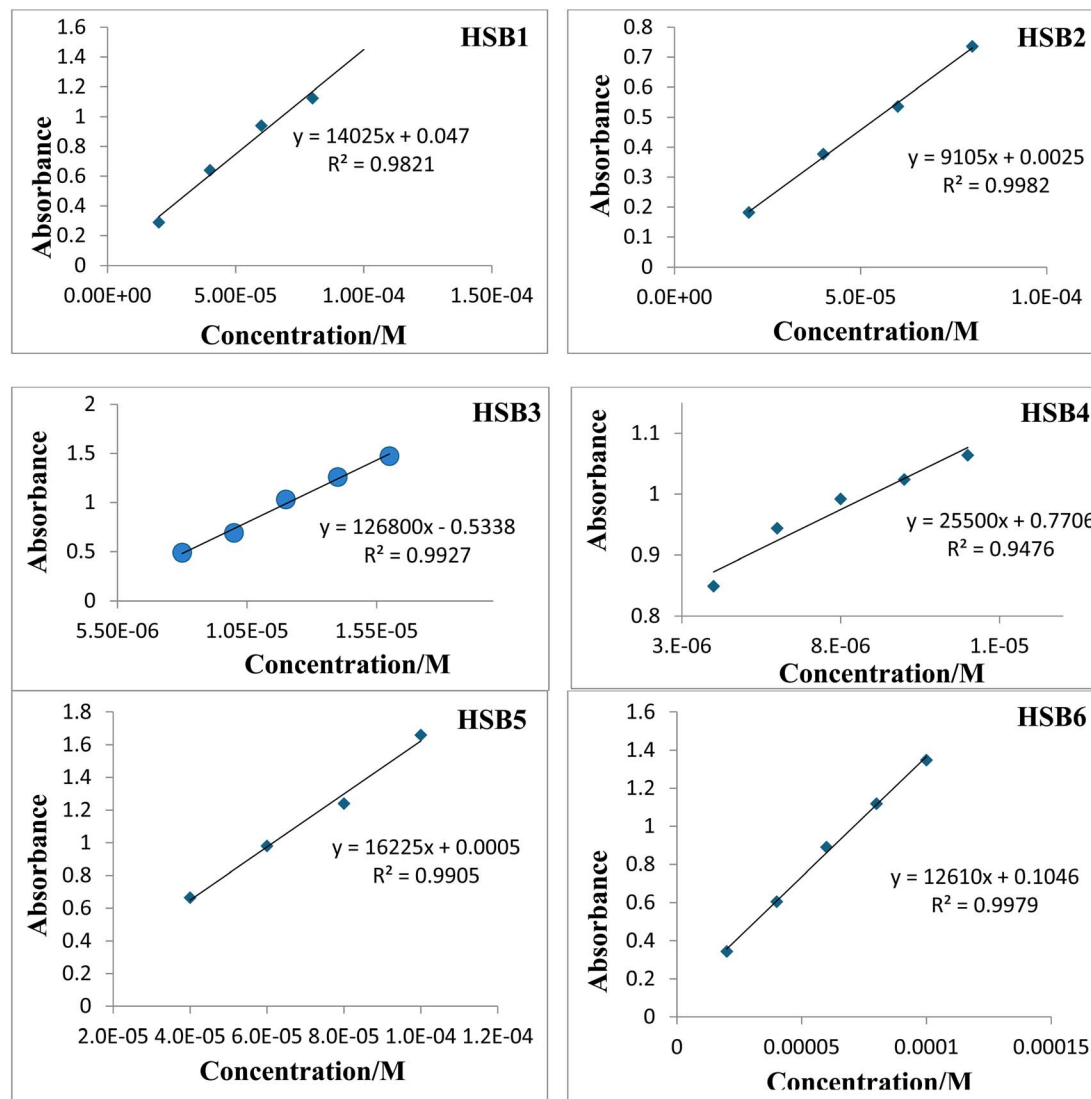 HSB1
1.6
1.4
1.2
1
0.8
0.6
0.4
0.2
0
Absorbance
y = 14025x + 0.047
R² = 0.9821
0.00E+00 5.00E-05 1.00E-04 1.50E-04
Concentration/M
HSB2
0.8
0.7
0.6
0.5
0.4
0.3
0.2
0.1
0
Absorbance
y = 9105x + 0.0025
R² = 0.9982
0.0E+00 5.0E-05 1.0E-04
Concentration/M
HSB3
2
1.5
1
0.5
0
Absorbance
y = 126800x - 0.5338
R² = 0.9927
5.50E-06 1.05E-05 1.55E-05
Concentration/M
HSB4
1.1
1
0.9
0.8
Absorbance
y = 25500x + 0.7706
R² = 0.9476
3.E-06 8.E-06 1.E-05
Concentration/M
HSB5
1.8
1.6
1.4
1.2
1
0.8
0.6
0.4
0.2
0
Absorbance
y = 16225x + 0.0005
R² = 0.9905
2.0E-05 4.0E-05 6.0E-05 8.0E-05 1.0E-04 1.2E-04
Concentration/M
HSB6
1.6
1.4
1.2
1
0.8
0.6
0.4
0.2
0
Absorbance
y = 12610x + 0.1046
R² = 0.9979
0 0.00005 0.0001 0.00015
Concentration/M